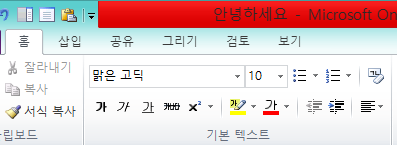 안녕하세요 - Microsoft On
홈 삽입 공유 그리기 검토 보기
잘라내기
복사
서식 복사
립보드
맑은 고딕 10
가 가 가 가나다 x² 가 가
기본 텍스트